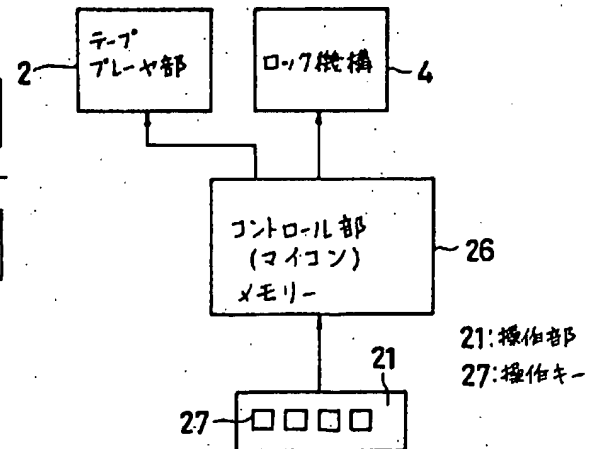 テープ
プレーヤ部
2
ロック機構
4
コントロール部
(マイコン)
メモリー
26
21:操作部
27:操作キー
21
27